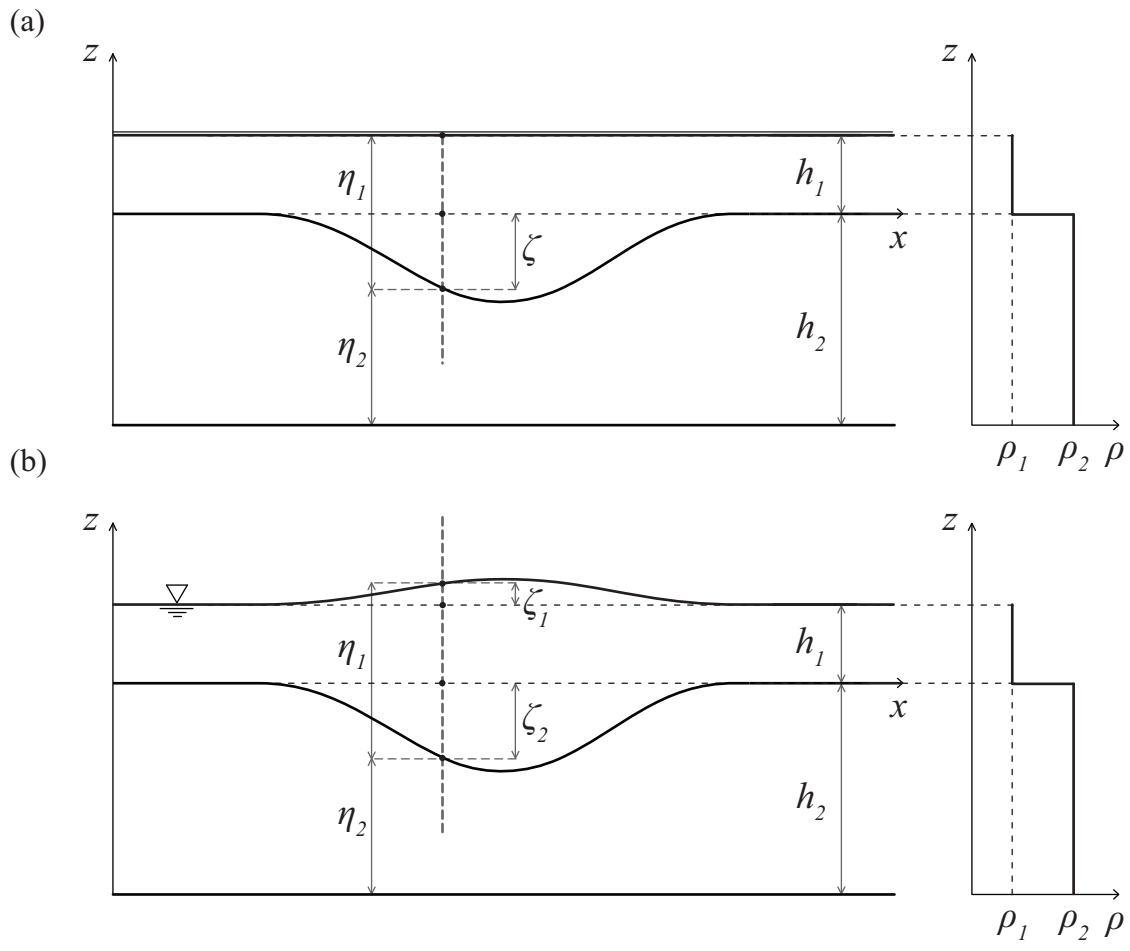 (a)
z z
η₁ h₁
ζ x
η₂ h₂
ρ₁ ρ₂ ρ
(b)
z z
ζ₁
η₁ h₁
ζ₂ x
η₂ h₂
ρ₁ ρ₂ ρ